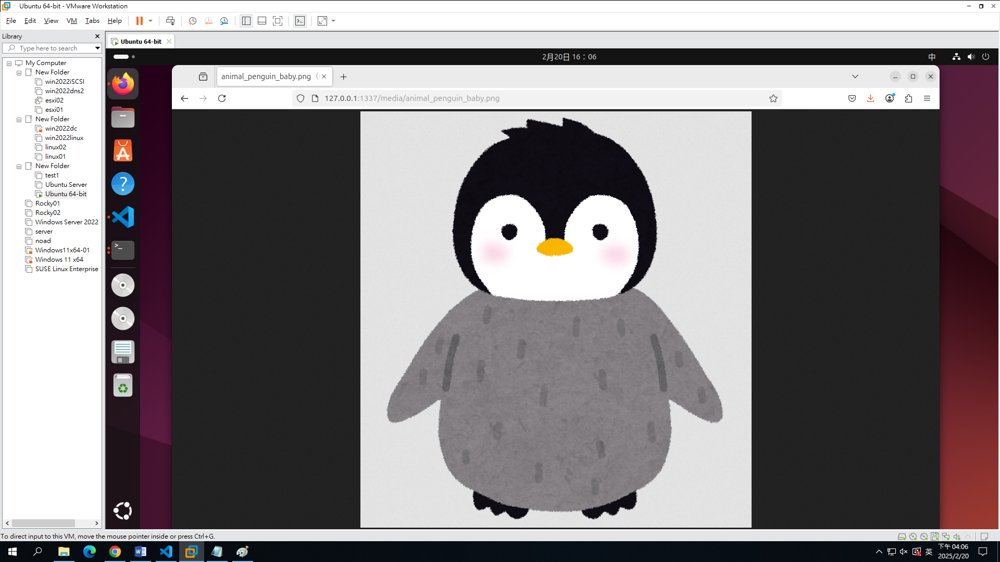 Ubuntu 64-bit - VMware Workstation
File Edit View VM Tabs Help
Library
Type here to search
My Computer
New Folder
win2022iSCSI
win2022dns2
esxi02
esxi01
New Folder
win2022dc
win2022linux
linux02
linux01
New Folder
test1
Ubuntu Server
Ubuntu 64-bit
Rocky01
Rocky02
Windows Server 2022
server
noad
Windows11x64-01
Windows 11 x64
SUSE Linux Enterprise
Ubuntu 64-bit
2月20日 16：06
中
animal_penguin_baby.png （
127.0.0.1:1337/media/animal_penguin_baby.png
To direct input to this VM, move the mouse pointer inside or press Ctrl+G.
英
下午 04:06
2025/2/20